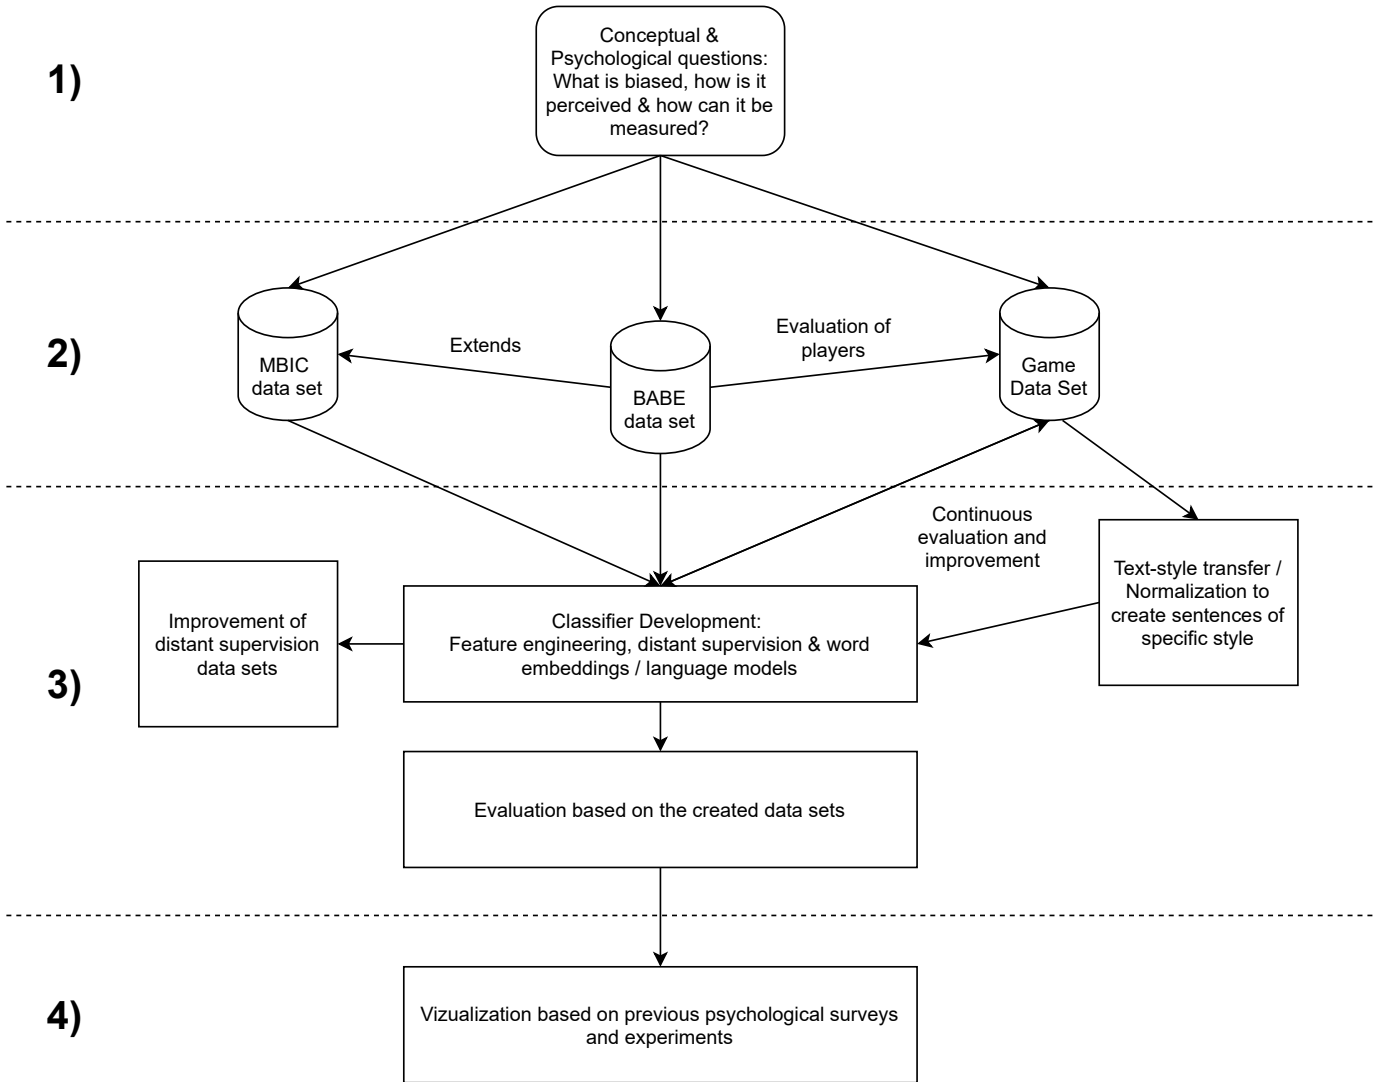 1)
Conceptual &
Psychological questions:
What is biased, how is it
perceived & how can it be
measured?
2)
MBIC
data set
Extends
BABE
data set
Evaluation of
players
Game
Data Set
3)
Continuous
evaluation and
improvement
Improvement of
distant supervision
data sets
Classifier Development:
Feature engineering, distant supervision & word
embeddings / language models
Text-style transfer /
Normalization to
create sentences of
specific style
Evaluation based on the created data sets
4)
Vizualization based on previous psychological surveys
and experiments